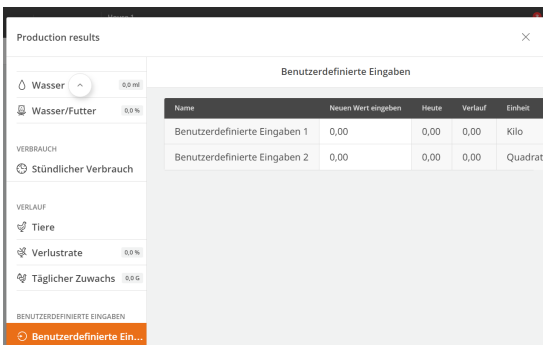 Production results
Wasser 0,0 ml
Wasser/Futter 0,0 %
VERBRAUCH
Stündlicher Verbrauch
VERLAUF
Tiere
Verlustrate 0,0 %
Täglicher Zuwachs 0,0 G
BENUTZERDEFINIERTE EINGABEN
Benutzerdefinierte Ein...
Benutzerdefinierte Eingaben
Name Neuen Wert eingeben Heute Verlauf Einheit
Benutzerdefinierte Eingaben 1 0,00 0,00 0,00 Kilo
Benutzerdefinierte Eingaben 2 0,00 0,00 0,00 Quadrat